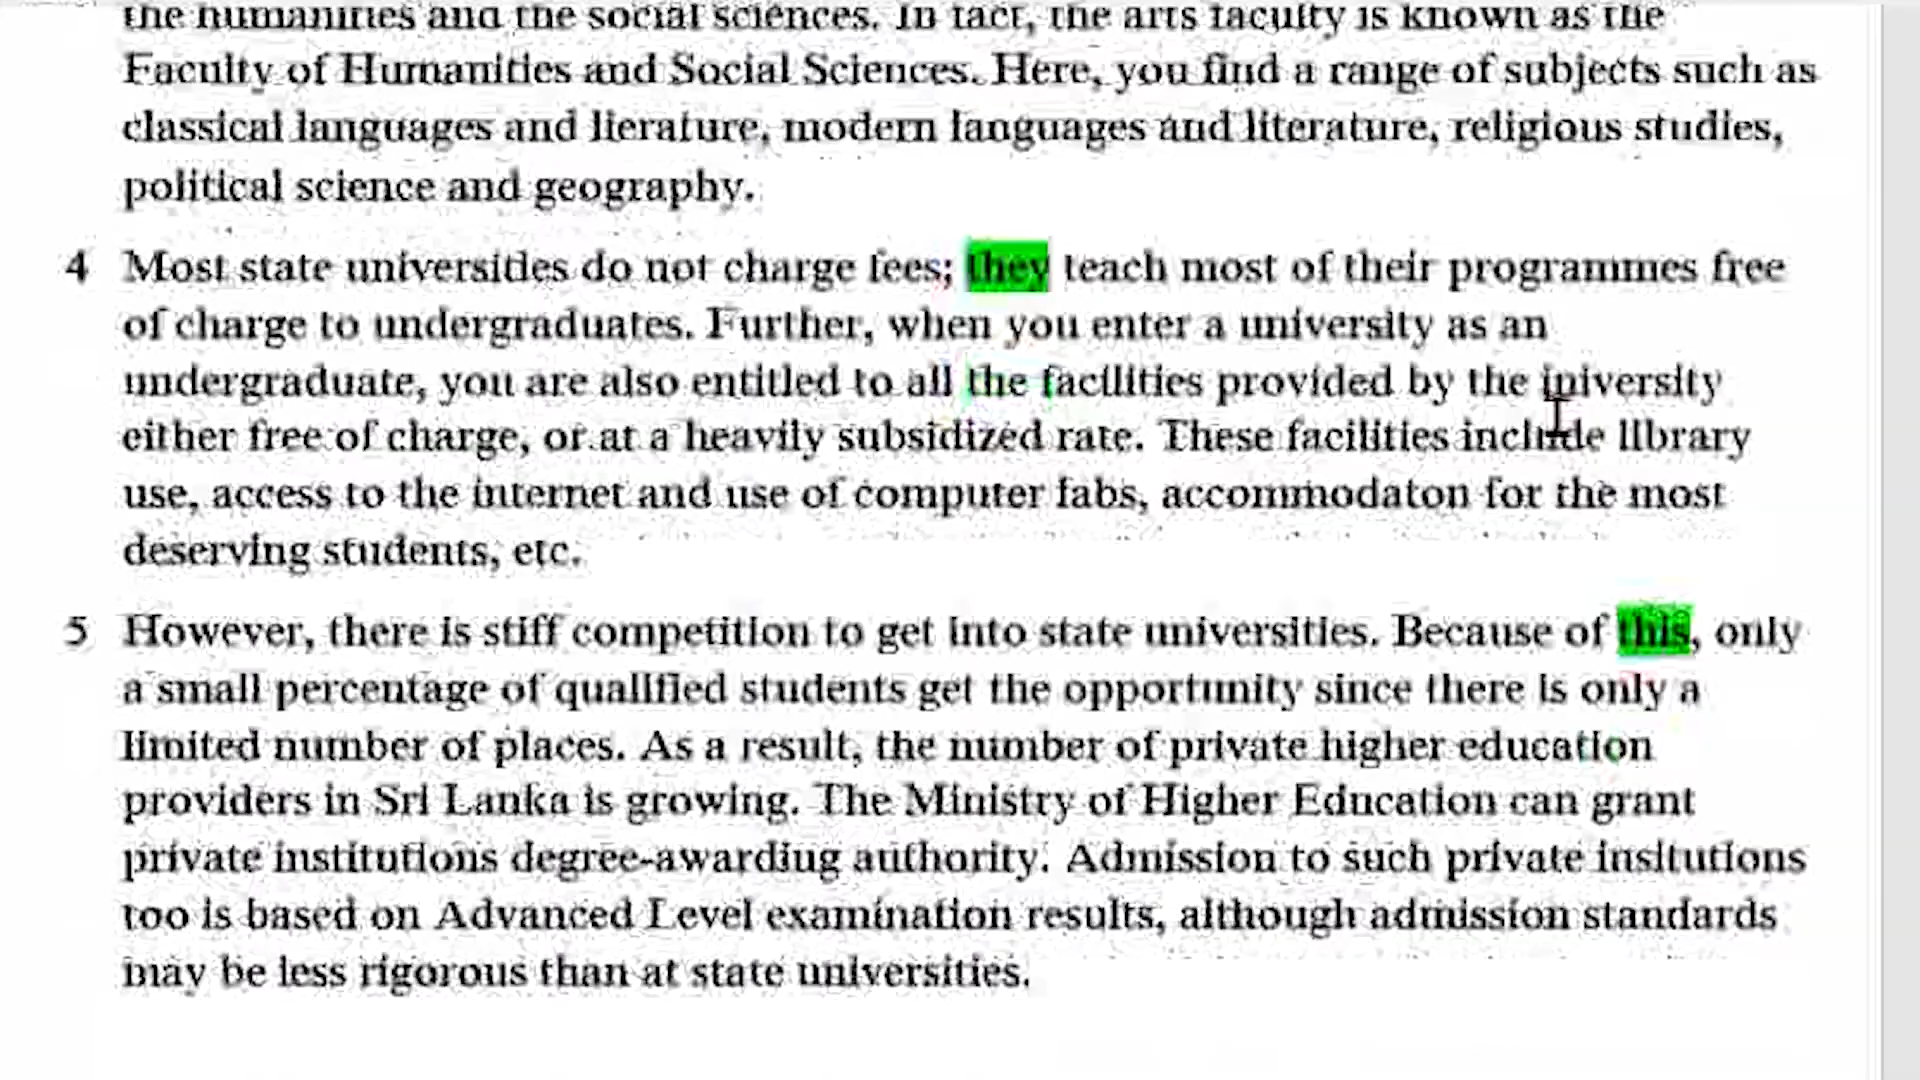 the humanities and the social sciences. In fact, the arts faculty is known as the
Faculty of Humanities and Social Sciences. Here, you find a range of subjects such as
classical languages and lierature, modern languages and literature, religious studies,
political science and geography.
4 Most state universities do not charge fees; they teach most of their programmes free
of charge to undergraduates. Further, when you enter a university as an
undergraduate, you are also entitled to all the facilities provided by the university
either free of charge, or at a heavily subsidized rate. These facilities include library
use, access to the internet and use of computer labs, accommodaton for the most
deserving students, etc.
5 However, there is stiff competition to get into state universities. Because of this, only
a small percentage of qualified students get the opportunity since there is only a
limited number of places. As a result, the number of private higher education
providers in Sri Lanka is growing. The Ministry of Higher Education can grant
private institutions degree-awarding authority. Admission to such private insitutions
too is based on Advanced Level examination results, although admission standards
may be less rigorous than at state universities.